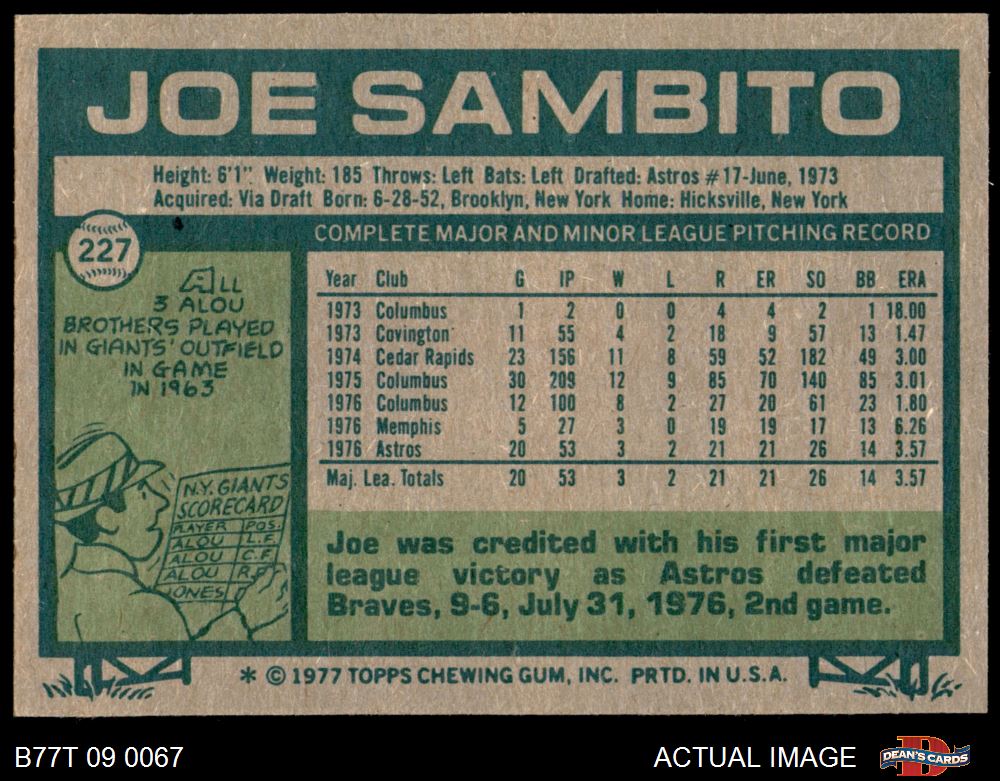 JOE SAMBITO
Height: 6'1" Weight: 185 Throws: Left Bats: Left Drafted: Astros #17-June, 1973
Acquired: Via Draft Born: 6-28-52, Brooklyn, New York Home: Hicksville, New York
227
COMPLETE MAJOR AND MINOR LEAGUE PITCHING RECORD
ALL
3 ALOU
BROTHERS PLAYED
IN GIANTS' OUTFIELD
IN GAME
IN 1963
N.Y. GIANTS
SCORECARD
PLAYER POS.
ALOU L.F.
ALOU C.F.
ALOU R.F.
JONES
Year Club G IP W L R ER SO BB ERA
1973 Columbus 1 2 0 0 4 4 2 1 18.00
1973 Covington 11 55 4 2 18 9 57 13 1.47
1974 Cedar Rapids 23 156 11 8 59 52 182 49 3.00
1975 Columbus 30 209 12 9 85 70 140 85 3.01
1976 Columbus 12 100 8 2 27 20 61 23 1.80
1976 Memphis 5 27 3 0 19 19 17 13 6.26
1976 Astros 20 53 3 2 21 21 26 14 3.57
Maj. Lea. Totals 20 53 3 2 21 21 26 14 3.57
Joe was credited with his first major
league victory as Astros defeated
Braves, 9-6, July 31, 1976, 2nd game.
* © 1977 TOPPS CHEWING GUM, INC. PRTD. IN U.S.A.
B77T 09 0067
ACTUAL IMAGE
D
DEAN'S CARDS